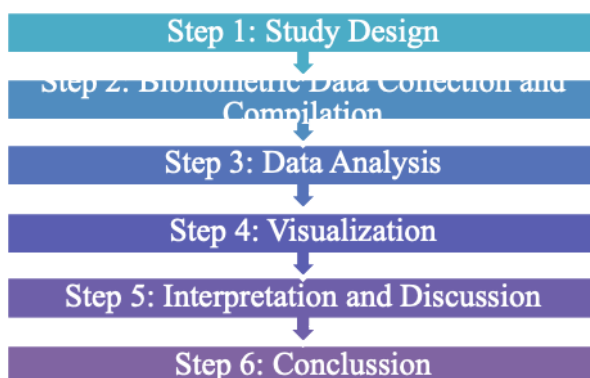 Step 1: Study Design
Step 2: Bibliometric Data Collection and
Compilation
Step 3: Data Analysis
Step 4: Visualization
Step 5: Interpretation and Discussion
Step 6: Conclussion